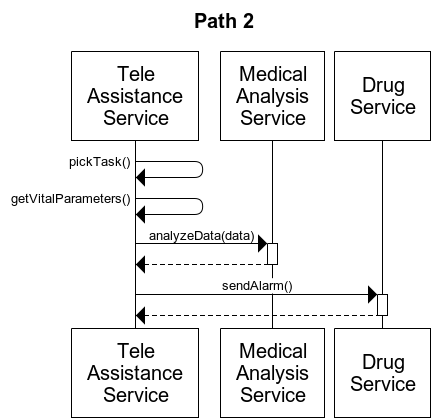 Path 2
Tele
Assistance
Service
Medical
Analysis
Service
Drug
Service
pickTask()
getVitalParameters()
analyzeData(data)
sendAlarm()
Tele
Assistance
Service
Medical
Analysis
Service
Drug
Service